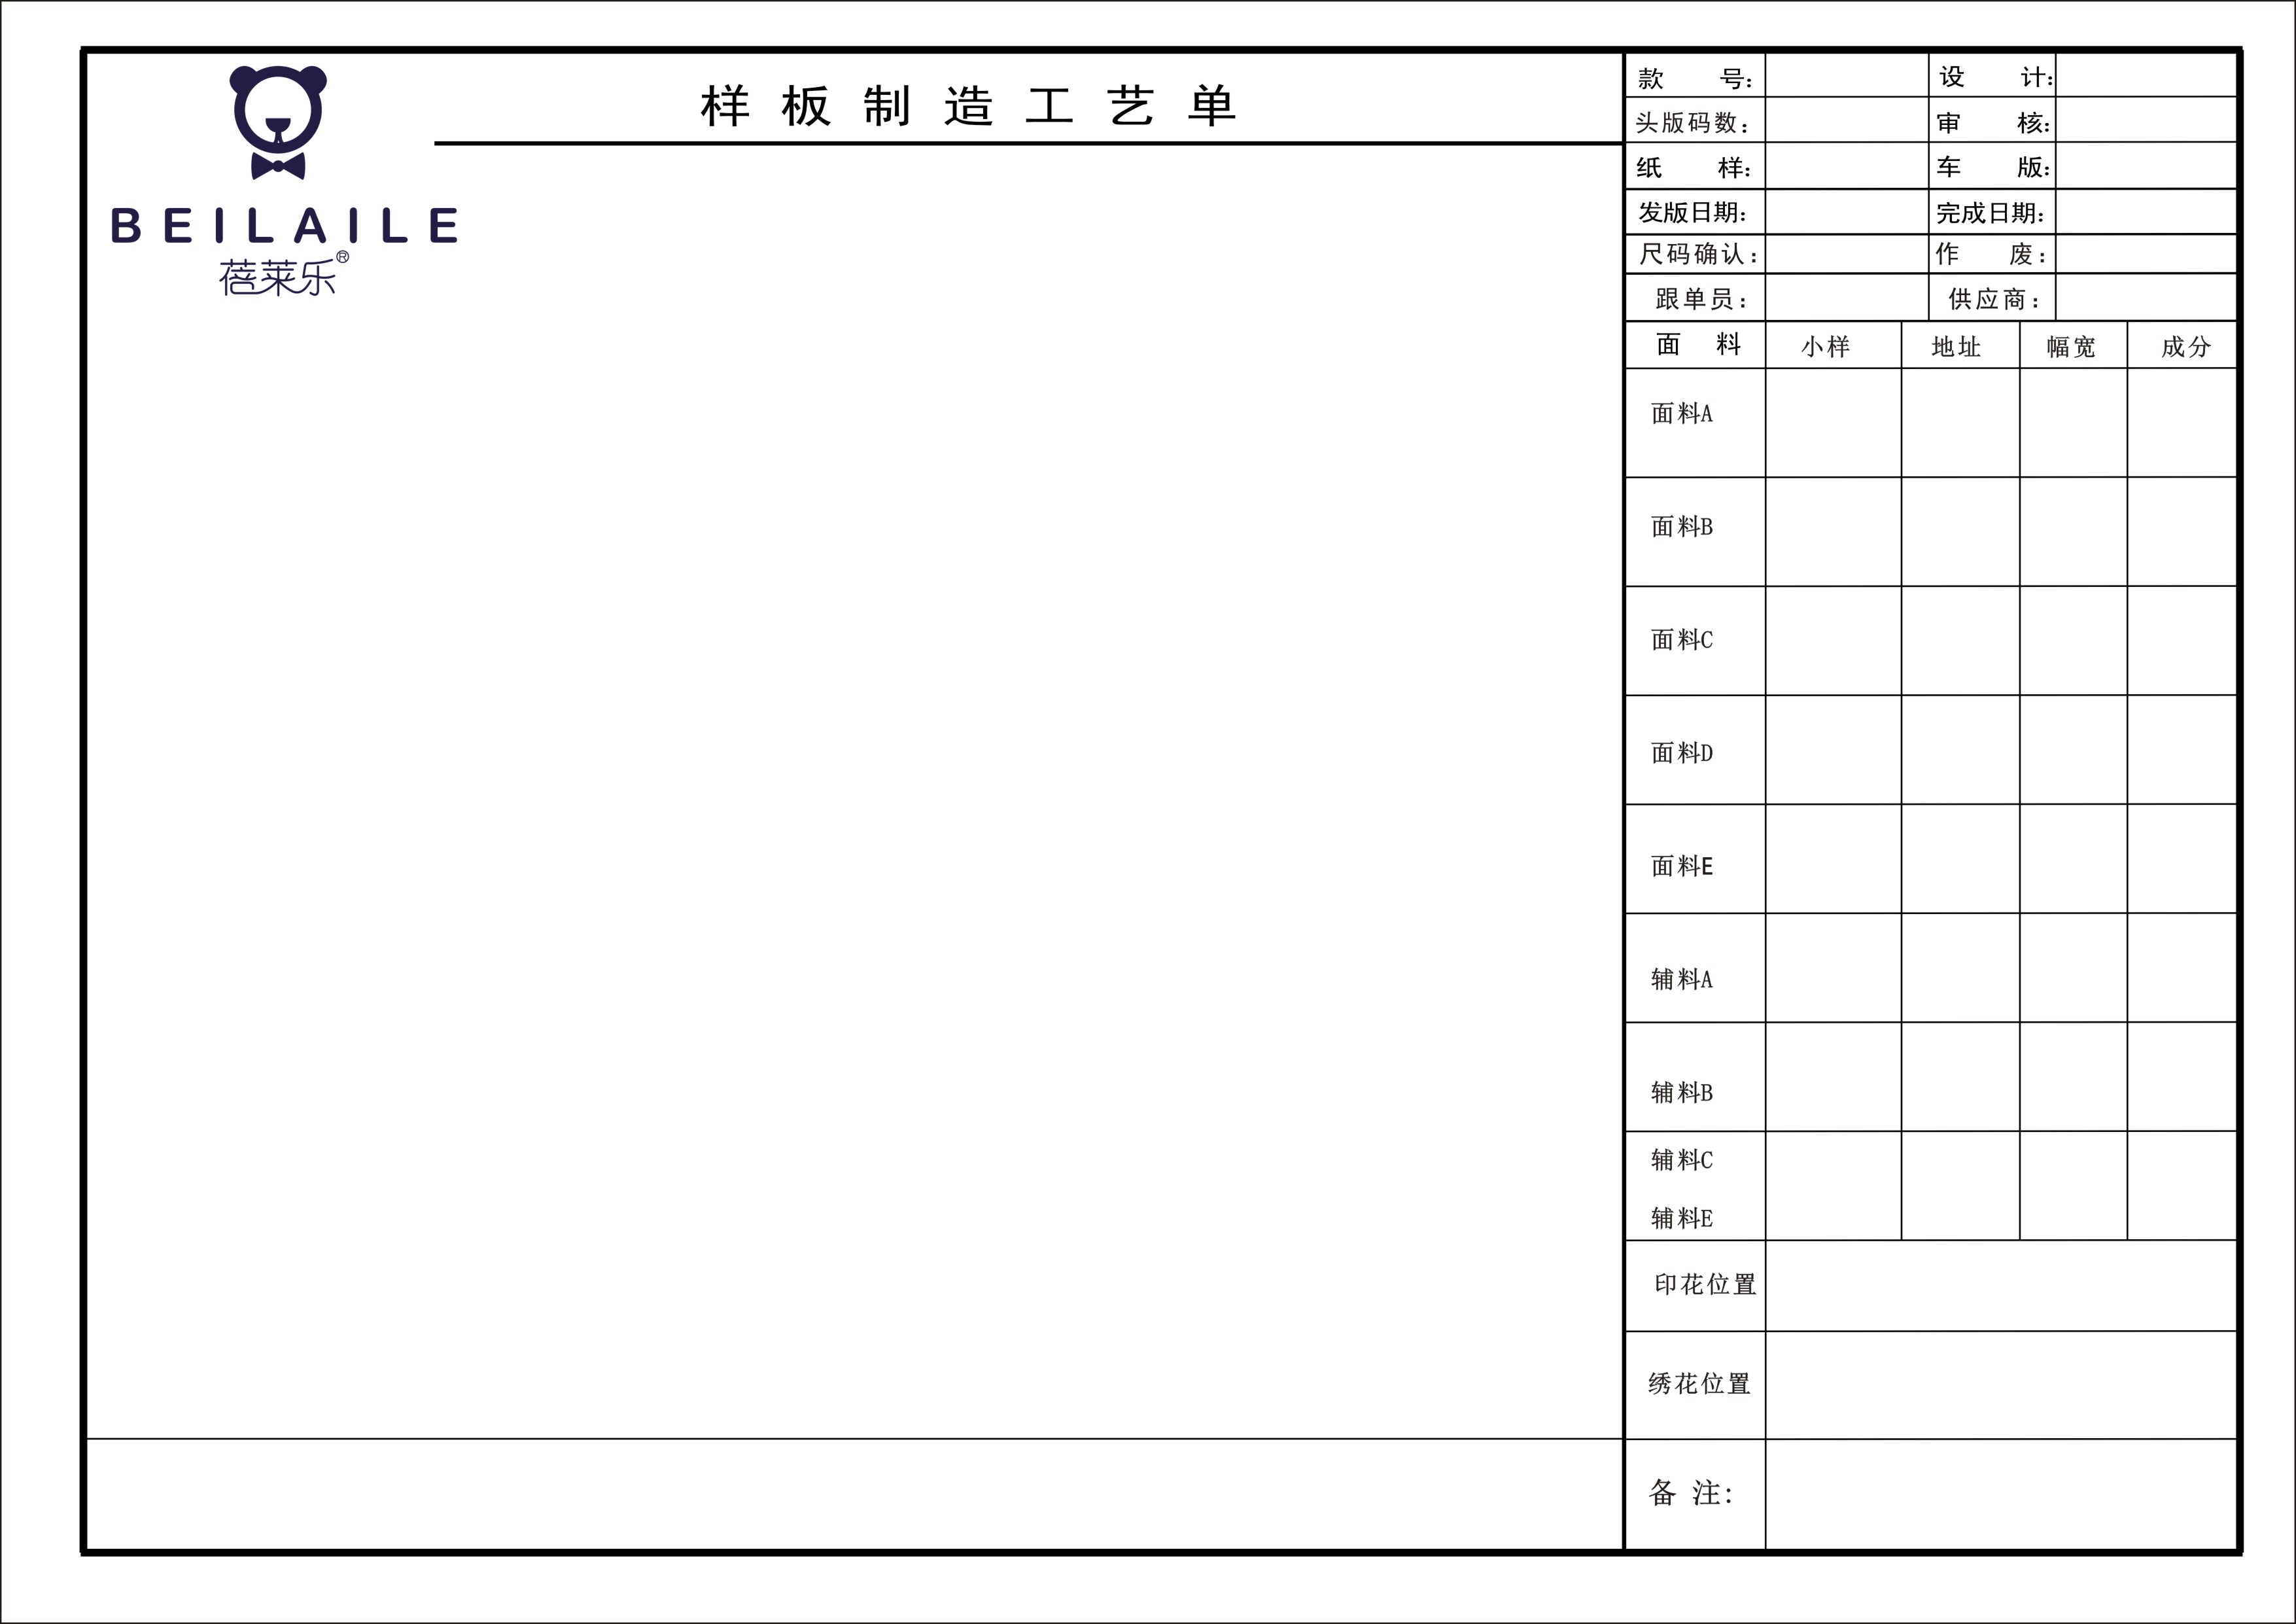 样板制造工艺单
BEILAILE
蓓莱乐®
款 号: 设 计:
头版码数: 审 核:
纸 样: 车 版:
发版日期: 完成日期:
尺码确认: 作 废:
跟单员: 供应商:
面 料 小样 地址 幅宽 成分
面料A
面料B
面料C
面料D
面料E
辅料A
辅料B
辅料C
辅料E
印花位置
绣花位置
备 注: